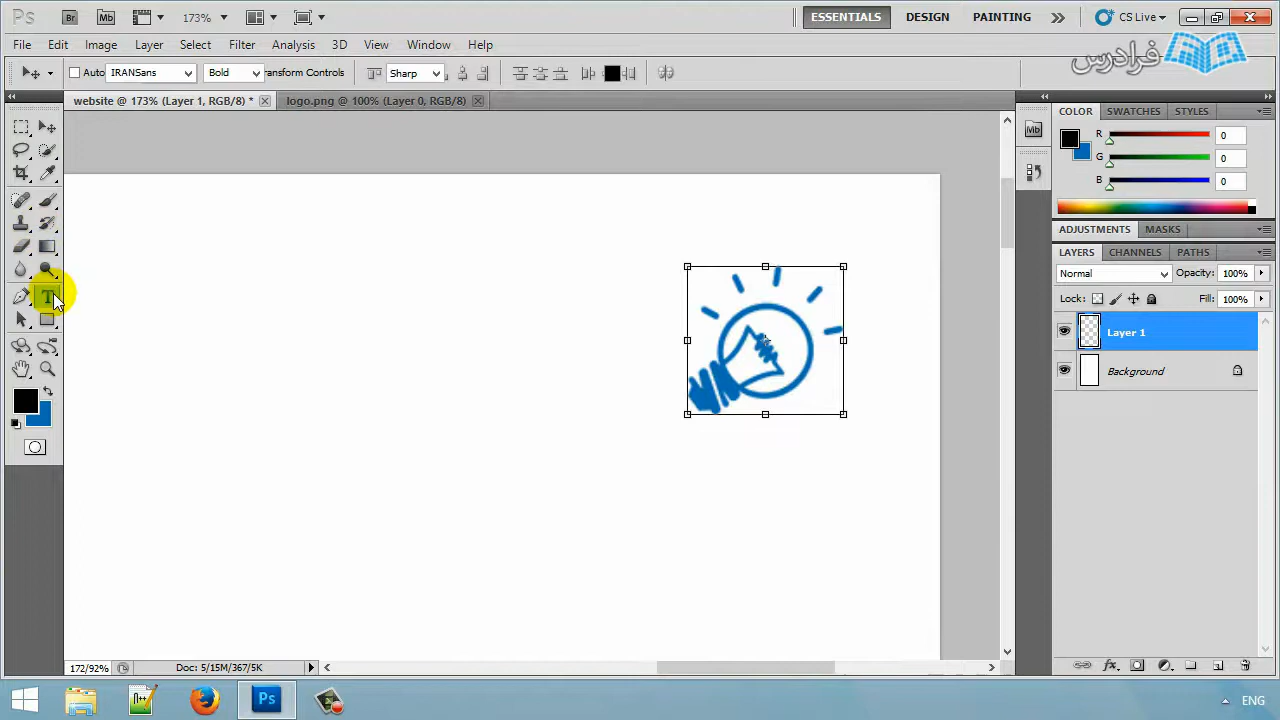 Ps Br Mb 173% ESSENTIALS DESIGN PAINTING CS Live
File Edit Image Layer Select Filter Analysis 3D View Window Help
فرادرس
Auto IRANSans Bold ransform Controls Sharp
website @ 173% (Layer 1, RGB/8) * logo.png @ 100% (Layer 0, RGB/8)
Mb
COLOR SWATCHES STYLES
R 0
G 0
B 0
ADJUSTMENTS MASKS
LAYERS CHANNELS PATHS
Normal Opacity: 100%
Lock: Fill: 100%
Layer 1
Background
T
172/92% Doc: 5/15M/367/5K
fx
Ps ENG